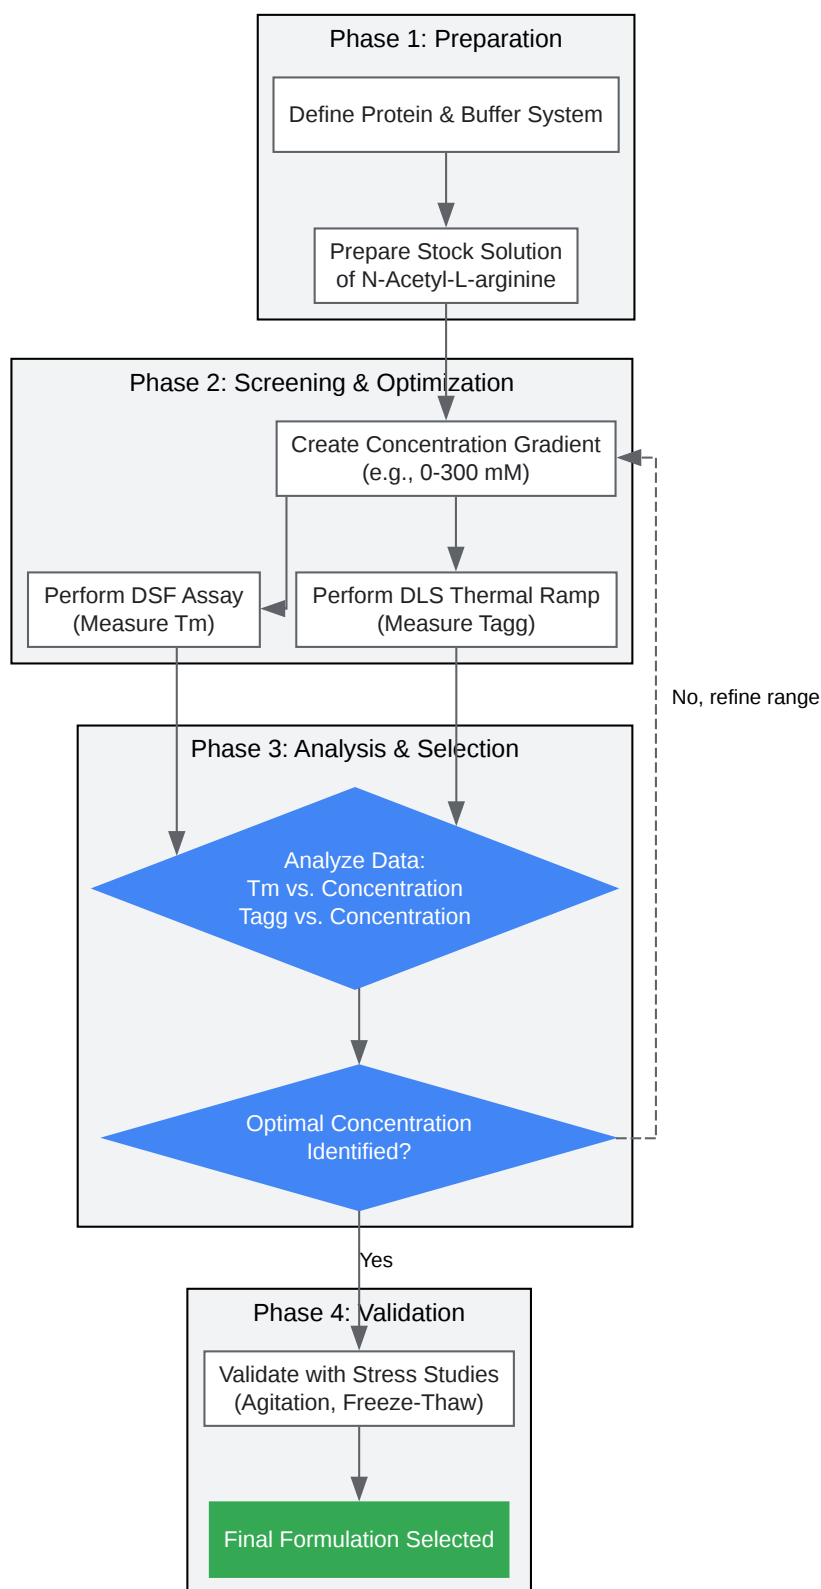 Phase 1: Preparation
Define Protein & Buffer System
Prepare Stock Solution
of N-Acetyl-L-arginine
Phase 2: Screening & Optimization
Create Concentration Gradient
(e.g., 0-300 mM)
Perform DSF Assay
(Measure Tm)
Perform DLS Thermal Ramp
(Measure Tagg)
No, refine range
Phase 3: Analysis & Selection
Analyze Data:
Tm vs. Concentration
Tagg vs. Concentration
Optimal Concentration
Identified?
Yes
Phase 4: Validation
Validate with Stress Studies
(Agitation, Freeze-Thaw)
Final Formulation Selected